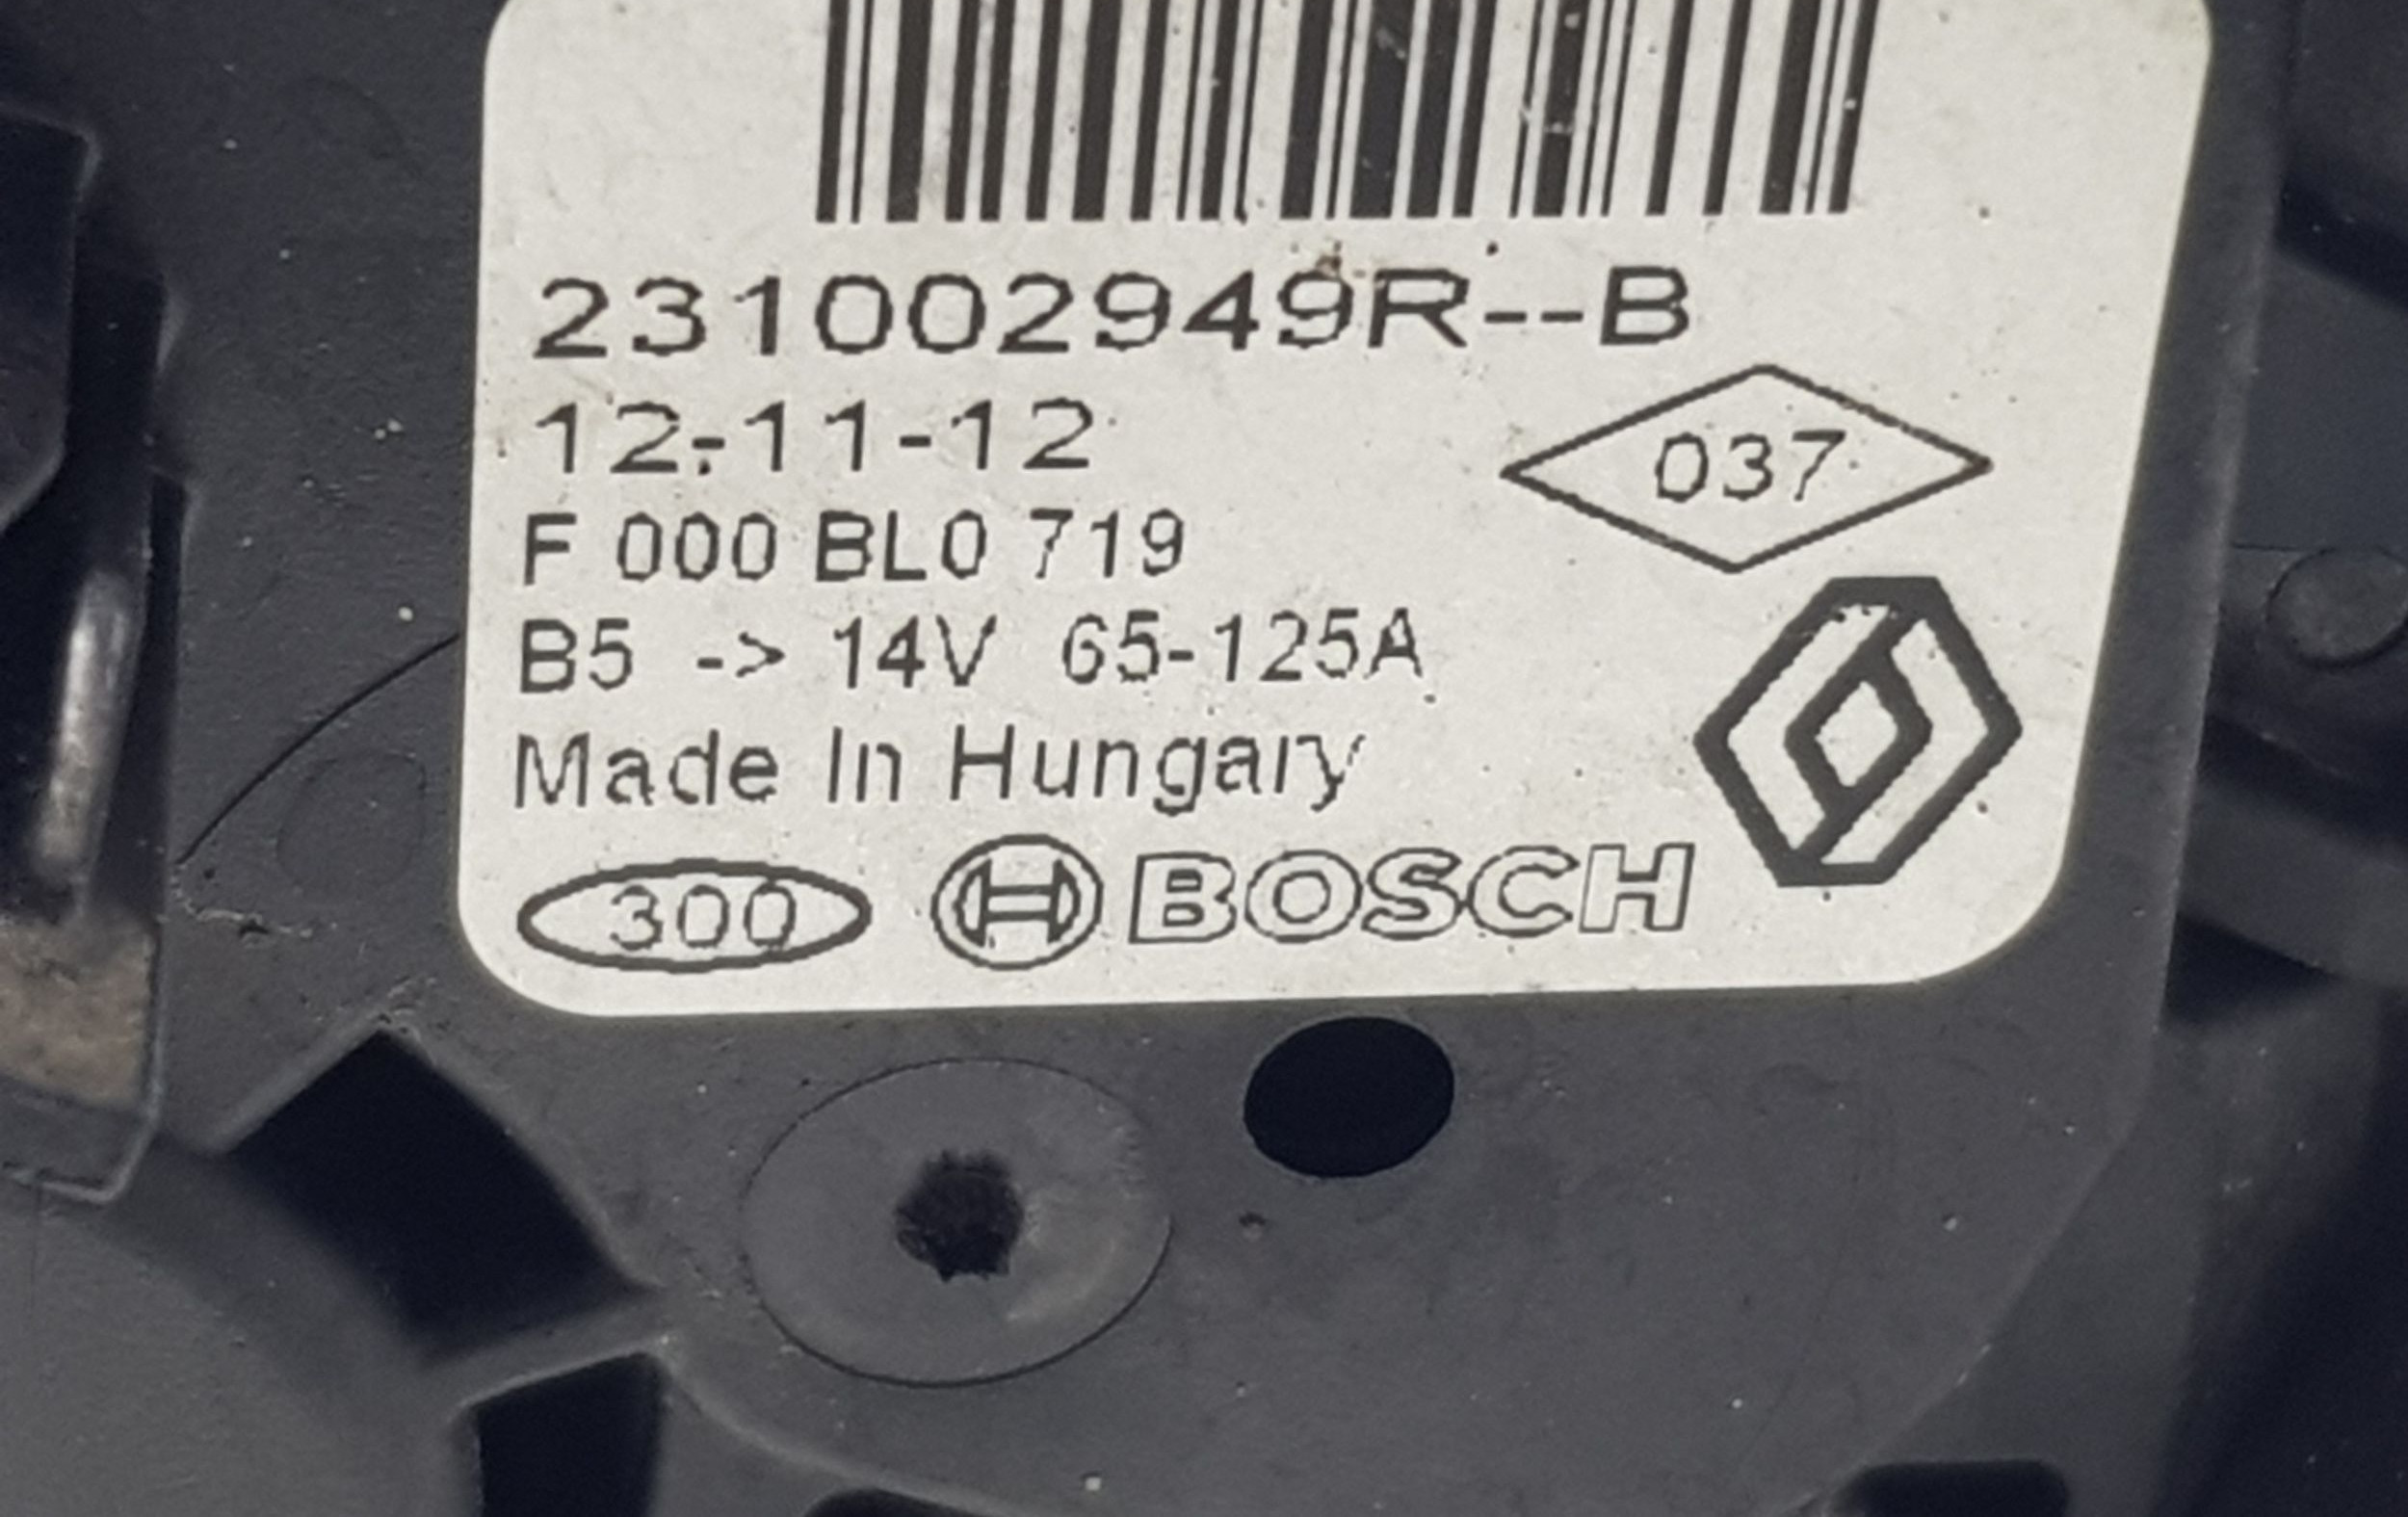 231002949R--B
12-11-12
037
F 000 BL0 719
B5 -> 14V 65-125A
Made In Hungary
300 BOSCH